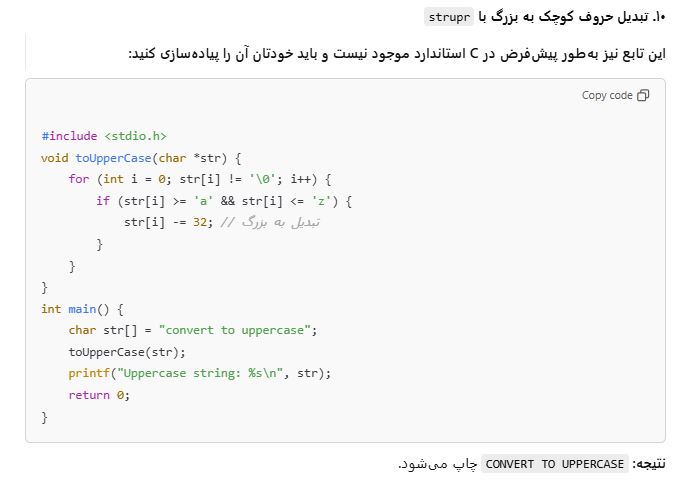 ۱۰. تبدیل حروف کوچک به بزرگ با strupr
این تابع نیز به‌طور پیش‌فرض در C استاندارد موجود نیست و باید خودتان آن را پیاده‌سازی کنید:
Copy code
#include <stdio.h>
void toUpperCase(char *str) {
    for (int i = 0; str[i] != '\0'; i++) {
        if (str[i] >= 'a' && str[i] <= 'z') {
            str[i] -= 32; // تبدیل به بزرگ
        }
    }
}
int main() {
    char str[] = "convert to uppercase";
    toUpperCase(str);
    printf("Uppercase string: %s\n", str);
    return 0;
}
نتیجه: CONVERT TO UPPERCASE چاپ می‌شود.